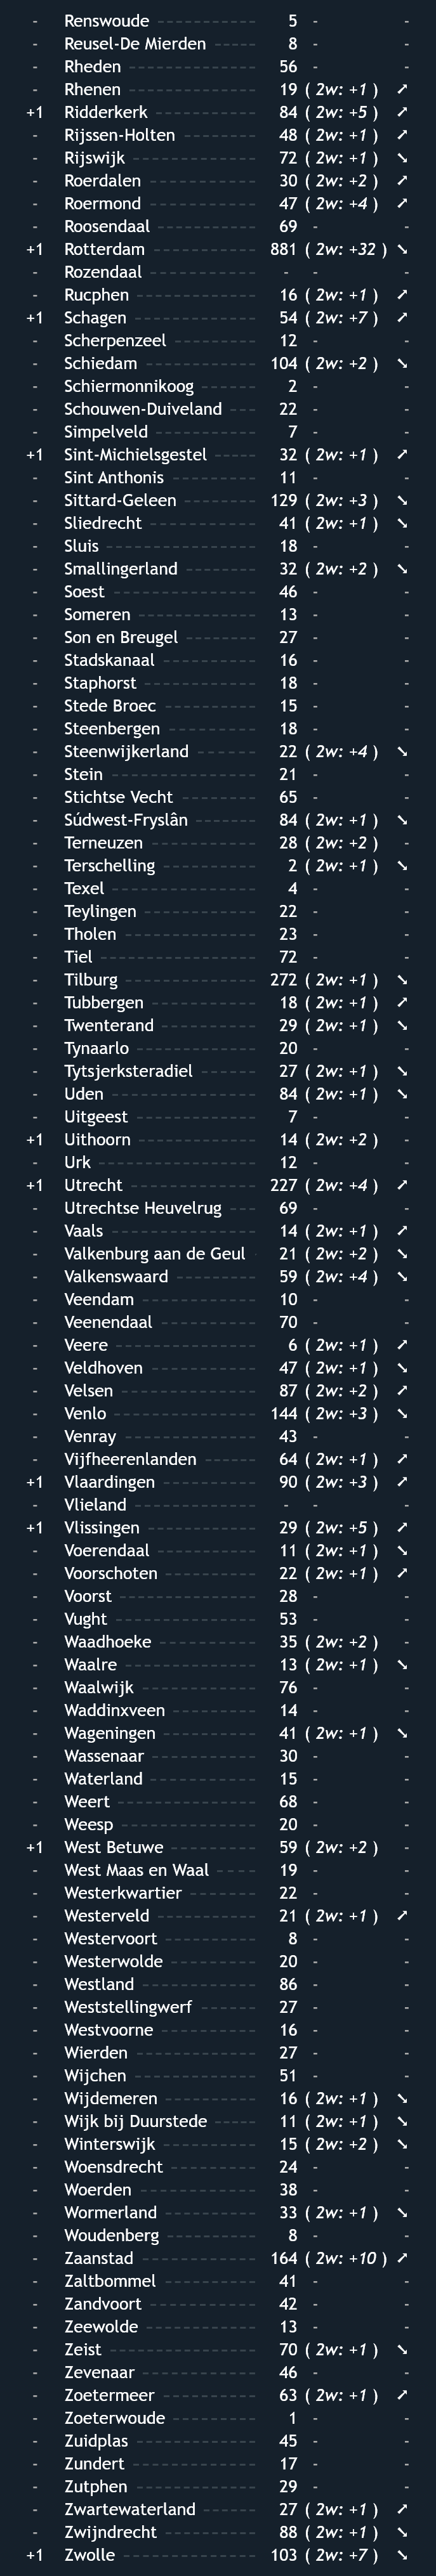 - Renswoude 5 - -
- Reusel-De Mierden 8 - -
- Rheden 56 - -
- Rhenen 19 ( 2w: +1 ) ➚
+1 Ridderkerk 84 ( 2w: +5 ) ➚
- Rijssen-Holten 48 ( 2w: +1 ) ➚
- Rijswijk 72 ( 2w: +1 ) ➘
- Roerdalen 30 ( 2w: +2 ) ➚
- Roermond 47 ( 2w: +4 ) ➚
- Roosendaal 69 - -
+1 Rotterdam 881 ( 2w: +32 ) ➘
- Rozendaal - - -
- Rucphen 16 ( 2w: +1 ) ➚
+1 Schagen 54 ( 2w: +7 ) ➚
- Scherpenzeel 12 - -
- Schiedam 104 ( 2w: +2 ) ➘
- Schiermonnikoog 2 - -
- Schouwen-Duiveland 22 - -
- Simpelveld 7 - -
+1 Sint-Michielsgestel 32 ( 2w: +1 ) ➚
- Sint Anthonis 11 - -
- Sittard-Geleen 129 ( 2w: +3 ) ➘
- Sliedrecht 41 ( 2w: +1 ) ➘
- Sluis 18 - -
- Smallingerland 32 ( 2w: +2 ) ➘
- Soest 46 - -
- Someren 13 - -
- Son en Breugel 27 - -
- Stadskanaal 16 - -
- Staphorst 18 - -
- Stede Broec 15 - -
- Steenbergen 18 - -
- Steenwijkerland 22 ( 2w: +4 ) ➘
- Stein 21 - -
- Stichtse Vecht 65 - -
- Súdwest-Fryslân 84 ( 2w: +1 ) ➘
- Terneuzen 28 ( 2w: +2 ) -
- Terschelling 2 ( 2w: +1 ) ➘
- Texel 4 - -
- Teylingen 22 - -
- Tholen 23 - -
- Tiel 72 - -
- Tilburg 272 ( 2w: +1 ) ➘
- Tubbergen 18 ( 2w: +1 ) ➚
- Twenterand 29 ( 2w: +1 ) ➘
- Tynaarlo 20 - -
- Tytsjerksteradiel 27 ( 2w: +1 ) ➘
- Uden 84 ( 2w: +1 ) ➘
- Uitgeest 7 - -
+1 Uithoorn 14 ( 2w: +2 ) -
- Urk 12 - -
+1 Utrecht 227 ( 2w: +4 ) ➚
- Utrechtse Heuvelrug 69 - -
- Vaals 14 ( 2w: +1 ) ➚
- Valkenburg aan de Geul 21 ( 2w: +2 ) ➘
- Valkenswaard 59 ( 2w: +4 ) ➘
- Veendam 10 - -
- Veenendaal 70 - -
- Veere 6 ( 2w: +1 ) ➚
- Veldhoven 47 ( 2w: +1 ) ➘
- Velsen 87 ( 2w: +2 ) ➚
- Venlo 144 ( 2w: +3 ) ➘
- Venray 43 - -
- Vijfheerenlanden 64 ( 2w: +1 ) ➚
+1 Vlaardingen 90 ( 2w: +3 ) ➚
- Vlieland - - -
+1 Vlissingen 29 ( 2w: +5 ) ➚
- Voerendaal 11 ( 2w: +1 ) ➘
- Voorschoten 22 ( 2w: +1 ) ➚
- Voorst 28 - -
- Vught 53 - -
- Waadhoeke 35 ( 2w: +2 ) -
- Waalre 13 ( 2w: +1 ) ➘
- Waalwijk 76 - -
- Waddinxveen 14 - -
- Wageningen 41 ( 2w: +1 ) ➘
- Wassenaar 30 - -
- Waterland 15 - -
- Weert 68 - -
- Weesp 20 - -
+1 West Betuwe 59 ( 2w: +2 ) -
- West Maas en Waal 19 - -
- Westerkwartier 22 - -
- Westerveld 21 ( 2w: +1 ) ➚
- Westervoort 8 - -
- Westerwolde 20 - -
- Westland 86 - -
- Weststellingwerf 27 - -
- Westvoorne 16 - -
- Wierden 27 - -
- Wijchen 51 - -
- Wijdemeren 16 ( 2w: +1 ) ➘
- Wijk bij Duurstede 11 ( 2w: +1 ) ➘
- Winterswijk 15 ( 2w: +2 ) ➘
- Woensdrecht 24 - -
- Woerden 38 - -
- Wormerland 33 ( 2w: +1 ) ➘
- Woudenberg 8 - -
- Zaanstad 164 ( 2w: +10 ) ➚
- Zaltbommel 41 - -
- Zandvoort 42 - -
- Zeewolde 13 - -
- Zeist 70 ( 2w: +1 ) ➘
- Zevenaar 46 - -
- Zoetermeer 63 ( 2w: +1 ) ➚
- Zoeterwoude 1 - -
- Zuidplas 45 - -
- Zundert 17 - -
- Zutphen 29 - -
- Zwartewaterland 27 ( 2w: +1 ) ➚
- Zwijndrecht 88 ( 2w: +1 ) ➘
+1 Zwolle 103 ( 2w: +7 ) ➘